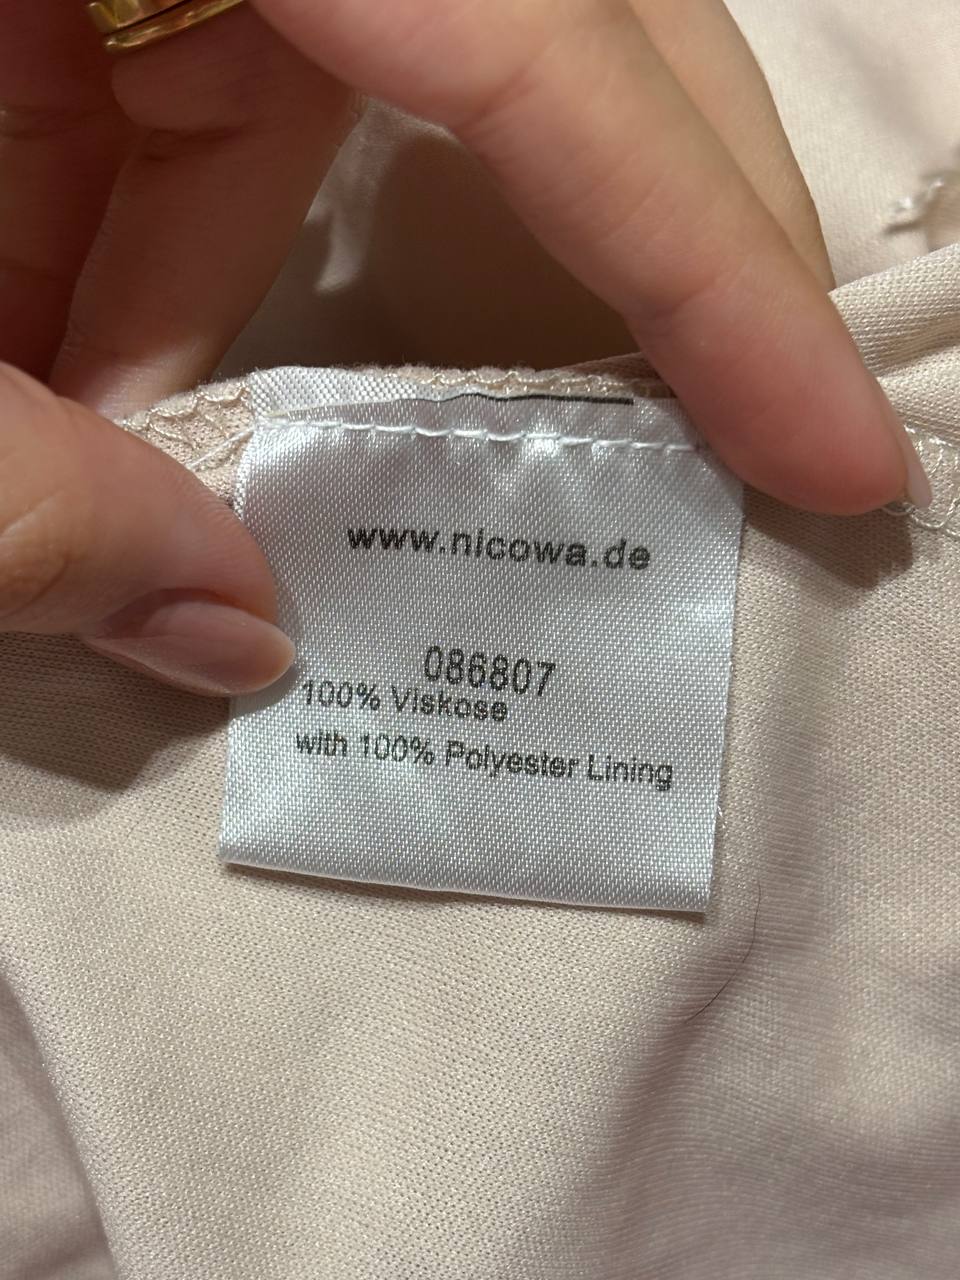 www.nicowa.de
086807
100% Viskose
with 100% Polyester Lining